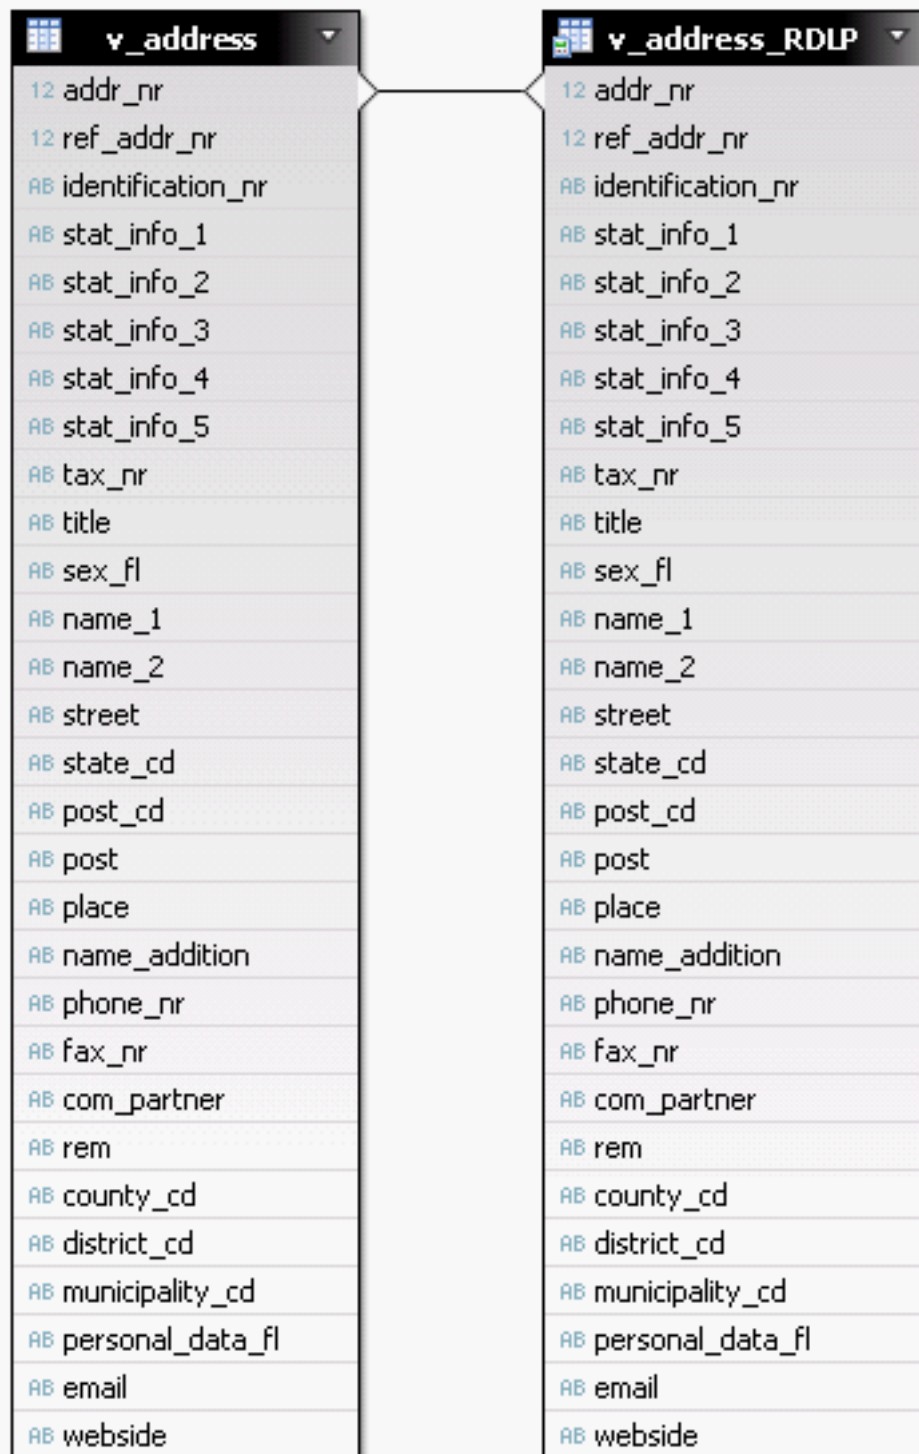 v_address
12 addr_nr
12 ref_addr_nr
AB identification_nr
AB stat_info_1
AB stat_info_2
AB stat_info_3
AB stat_info_4
AB stat_info_5
AB tax_nr
AB title
AB sex_fl
AB name_1
AB name_2
AB street
AB state_cd
AB post_cd
AB post
AB place
AB name_addition
AB phone_nr
AB fax_nr
AB com_partner
AB rem
AB county_cd
AB district_cd
AB municipality_cd
AB personal_data_fl
AB email
AB webside
v_address_RDLP
12 addr_nr
12 ref_addr_nr
AB identification_nr
AB stat_info_1
AB stat_info_2
AB stat_info_3
AB stat_info_4
AB stat_info_5
AB tax_nr
AB title
AB sex_fl
AB name_1
AB name_2
AB street
AB state_cd
AB post_cd
AB post
AB place
AB name_addition
AB phone_nr
AB fax_nr
AB com_partner
AB rem
AB county_cd
AB district_cd
AB municipality_cd
AB personal_data_fl
AB email
AB webside